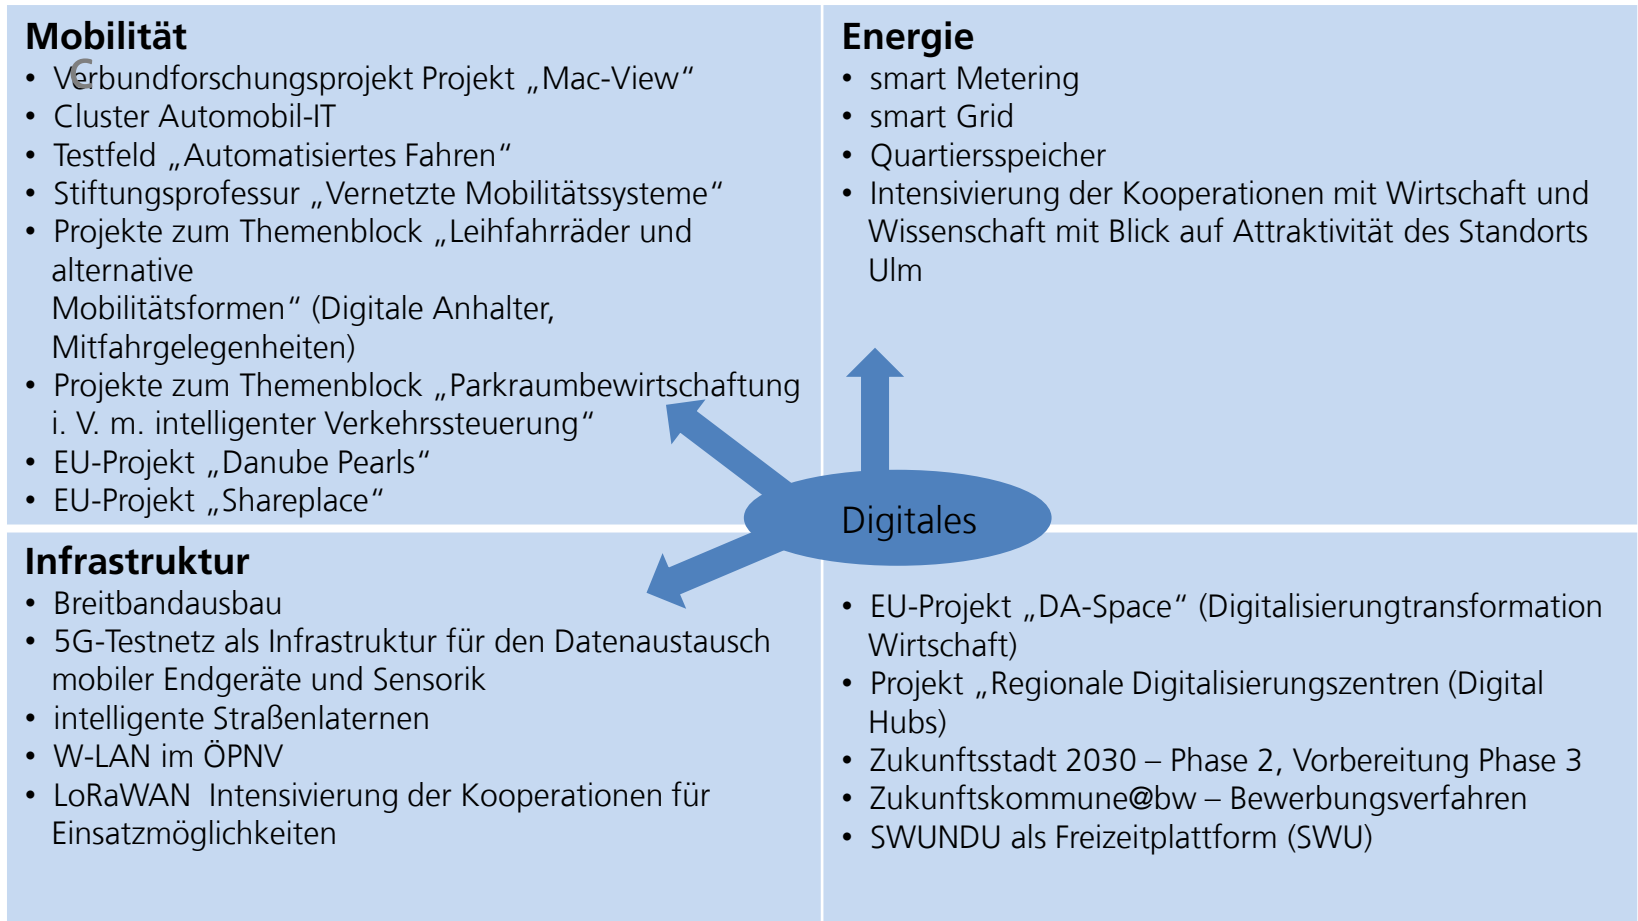 Mobilität
C
• Verbundforschungsprojekt Projekt „Mac-View“
• Cluster Automobil-IT
• Testfeld „Automatisiertes Fahren“
• Stiftungsprofessur „Vernetzte Mobilitätssysteme“
• Projekte zum Themenblock „Leihfahrräder und
alternative
Mobilitätsformen“ (Digitale Anhalter,
Mitfahrgelegenheiten)
• Projekte zum Themenblock „Parkraumbewirtschaftung
i. V. m. intelligenter Verkehrssteuerung“
• EU-Projekt „Danube Pearls“
• EU-Projekt „Shareplace“
Energie
• smart Metering
• smart Grid
• Quartiersspeicher
• Intensivierung der Kooperationen mit Wirtschaft und
Wissenschaft mit Blick auf Attraktivität des Standorts
Ulm
Digitales
Infrastruktur
• Breitbandausbau
• 5G-Testnetz als Infrastruktur für den Datenaustausch
mobiler Endgeräte und Sensorik
• intelligente Straßenlaternen
• W-LAN im ÖPNV
• LoRaWAN  Intensivierung der Kooperationen für
Einsatzmöglichkeiten
• EU-Projekt „DA-Space“ (Digitalisierungtransformation
Wirtschaft)
• Projekt „Regionale Digitalisierungszentren (Digital
Hubs)
• Zukunftsstadt 2030 – Phase 2, Vorbereitung Phase 3
• Zukunftskommune@bw – Bewerbungsverfahren
• SWUNDU als Freizeitplattform (SWU)